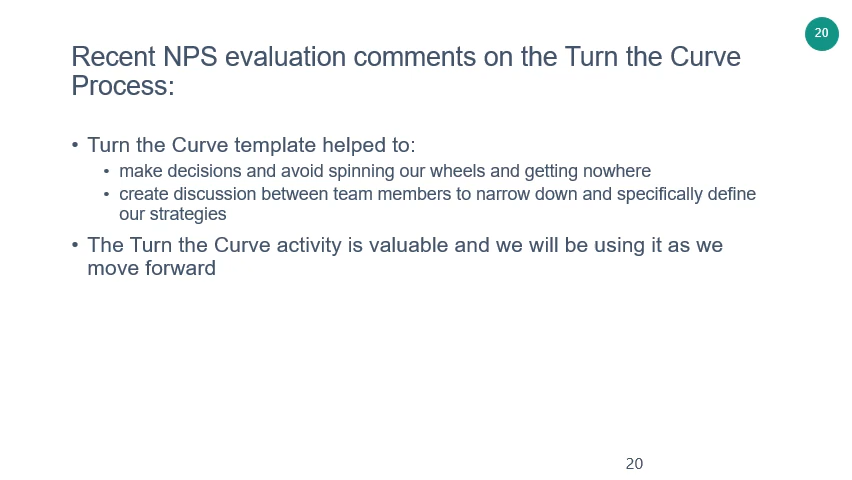 20
Recent NPS evaluation comments on the Turn the Curve
Process:
• Turn the Curve template helped to:
• make decisions and avoid spinning our wheels and getting nowhere
• create discussion between team members to narrow down and specifically define
our strategies
• The Turn the Curve activity is valuable and we will be using it as we
move forward
20